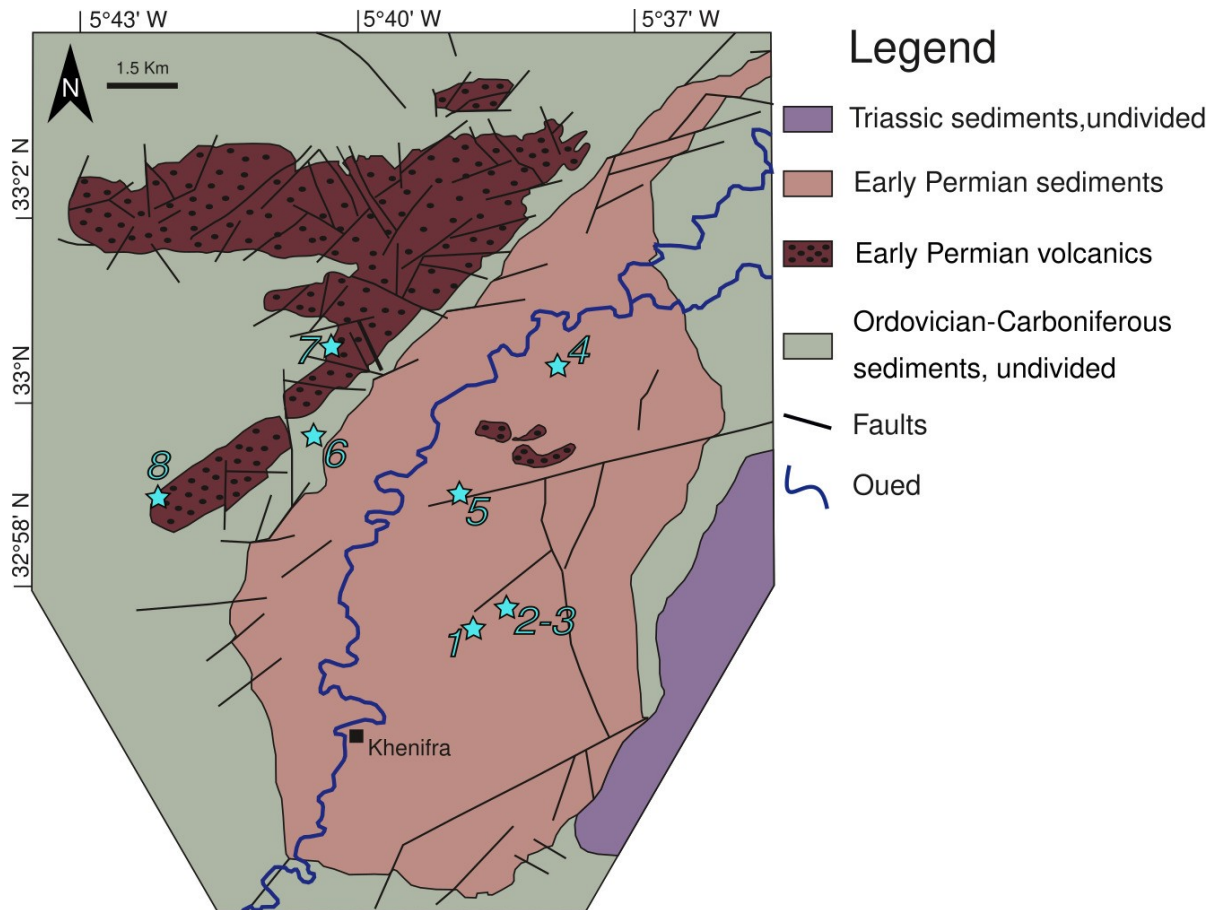 5°43' W
5°40' W
5°37' W
N
1.5 Km
33°2' N
33°N
32°58' N
7
4
6
8
5
2-3
1
Khenifra
Legend
Triassic sediments,undivided
Early Permian sediments
Early Permian volcanics
Ordovician-Carboniferous
sediments, undivided
Faults
Oued